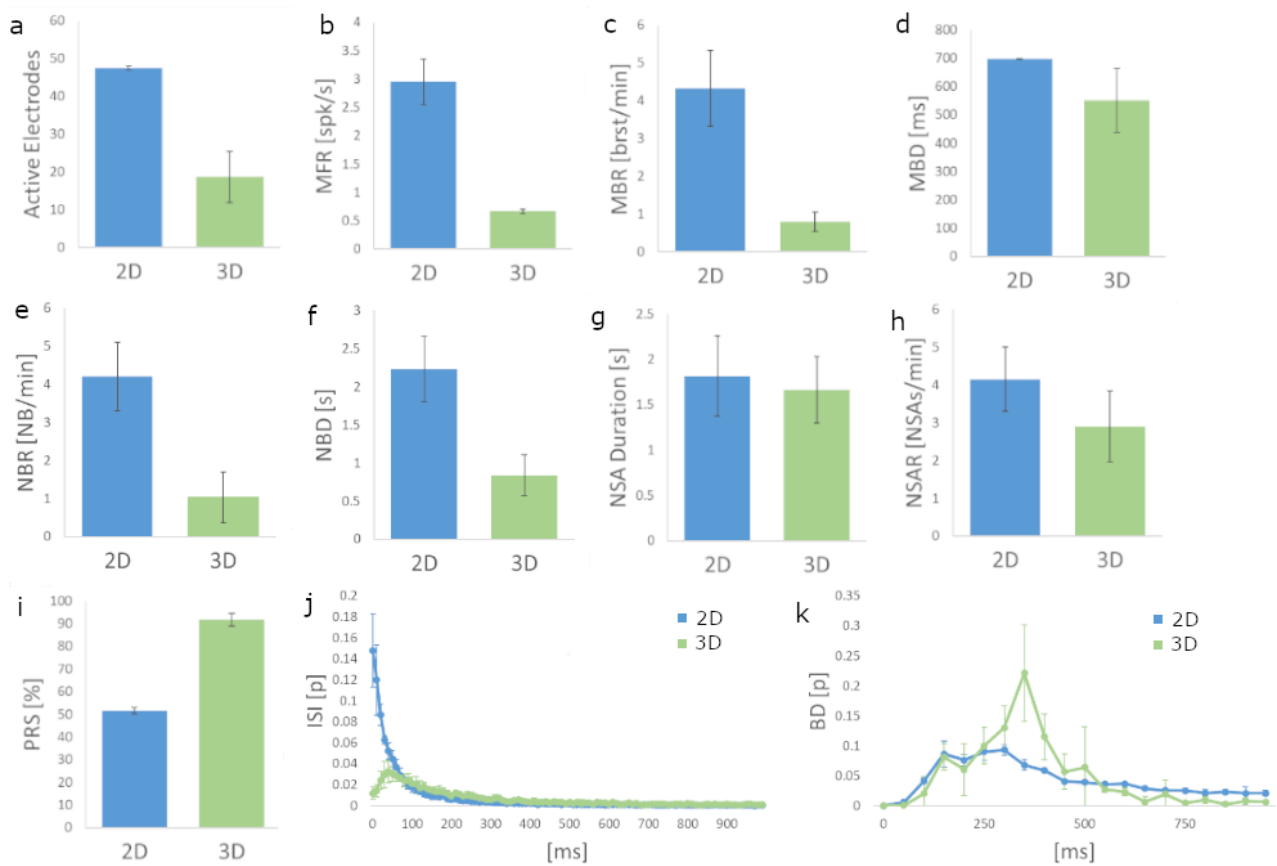 a
Active Electrodes
60
50
40
30
20
10
0
2D
3D
b
MFR [spk/s]
4
3.5
3
2.5
2
1.5
1
0.5
0
2D
3D
c
MBR [brst/min]
6
5
4
3
2
1
0
2D
3D
d
MBD [ms]
800
700
600
500
400
300
200
100
0
2D
3D
e
NBR [NB/min]
6
5
4
3
2
1
0
2D
3D
f
NBD [s]
3
2.5
2
1.5
1
0.5
0
2D
3D
g
NSA Duration [s]
2.5
2
1.5
1
0.5
0
2D
3D
h
NSAR [NSAs/min]
6
5
4
3
2
1
0
2D
3D
i
PRS [%]
100
90
80
70
60
50
40
30
20
10
0
2D
3D
j
ISI [p]
0.2
0.18
0.16
0.14
0.12
0.1
0.08
0.06
0.04
0.02
0
0 100 200 300 400 500 600 700 800 900
[ms]
2D
3D
k
BD [p]
0.35
0.3
0.25
0.2
0.15
0.1
0.05
0
0 250 500 750
[ms]
2D
3D